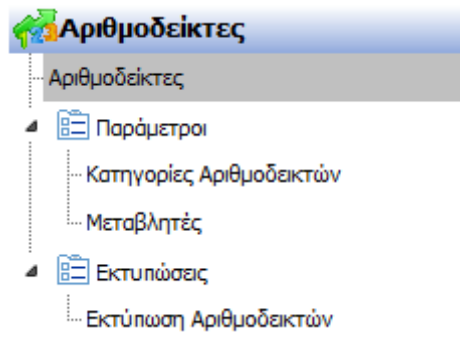 Αριθμοδείκτες
Αριθμοδείκτες
Παράμετροι
Κατηγορίες Αριθμοδεικτών
Μεταβλητές
Εκτυπώσεις
Εκτύπωση Αριθμοδεικτών